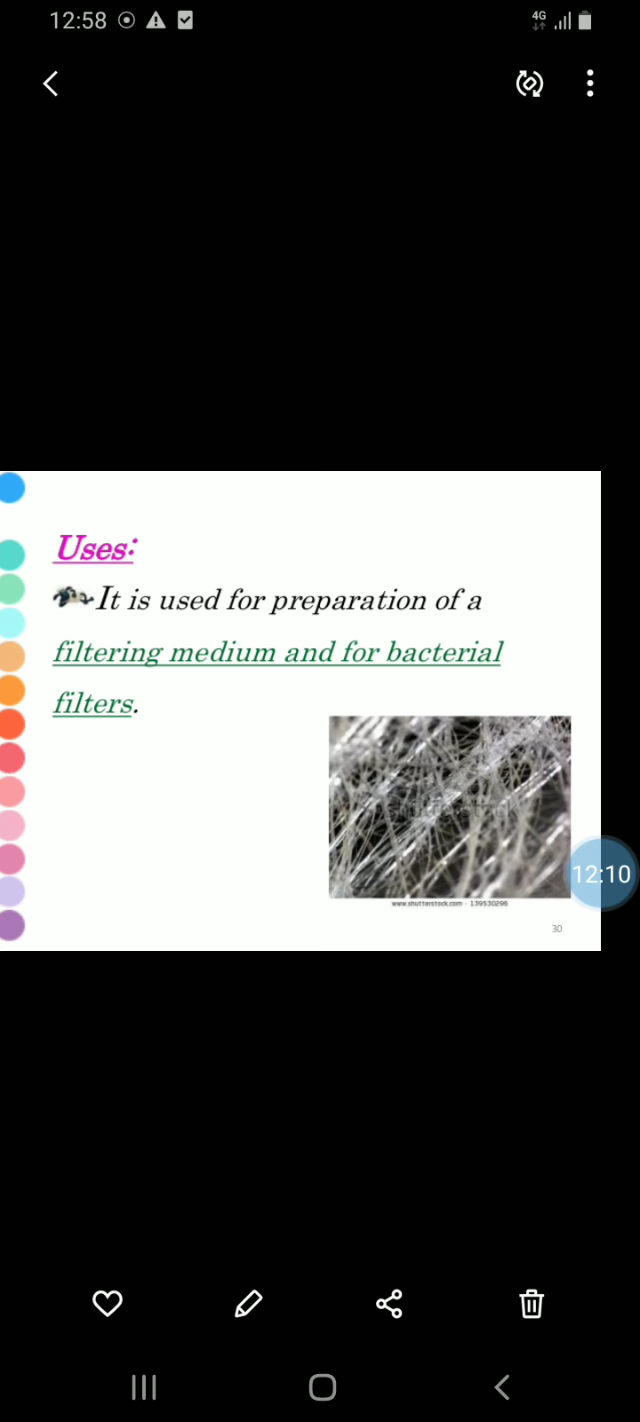 12:58
4G
Uses:
It is used for preparation of a
filtering medium and for bacterial
filters.
12:10
www.shutterstock.com · 139530296
30